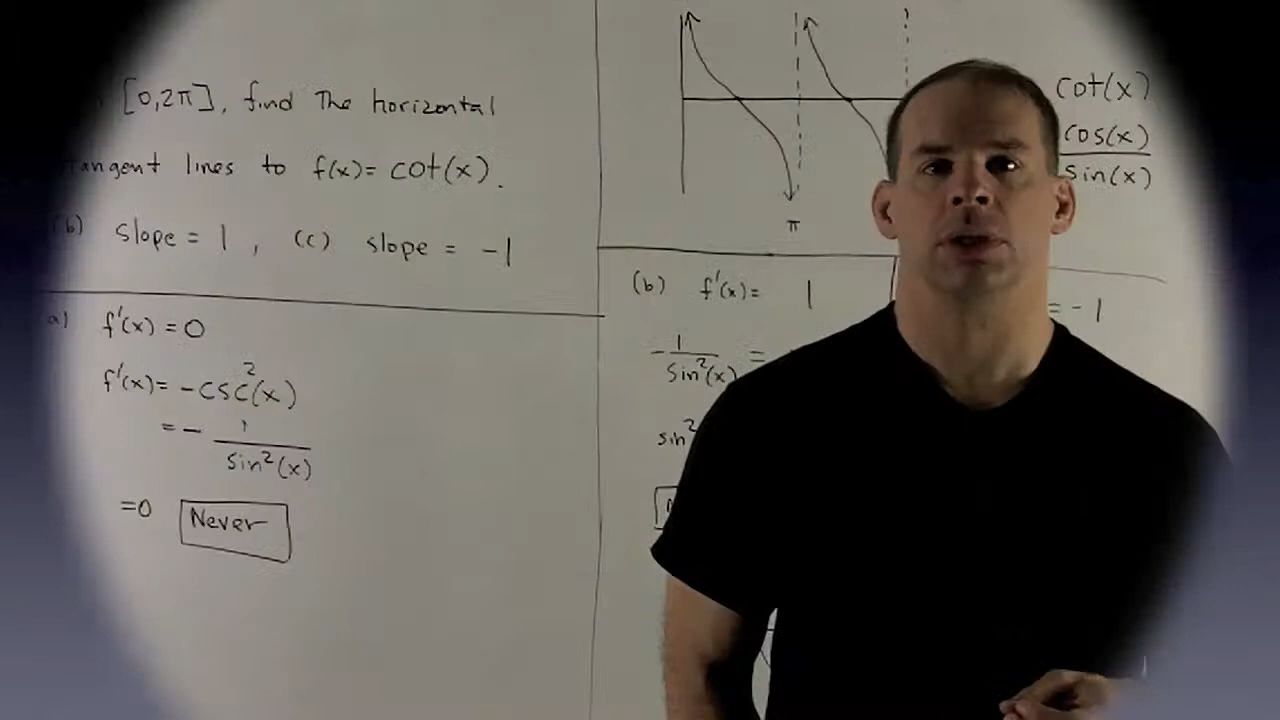 [0,2π], find The horizontal
tangent lines to f(x)= cot(x).
(b) slope = 1, (c) slope = -1
a) f'(x) = 0
f'(x)= -csc²(x)
= - 1/sin²(x)
=0 Never
π
cot(x)
cos(x)
sin(x)
(b) f'(x)= 1
-1/sin²(x) =
sin²
= -1